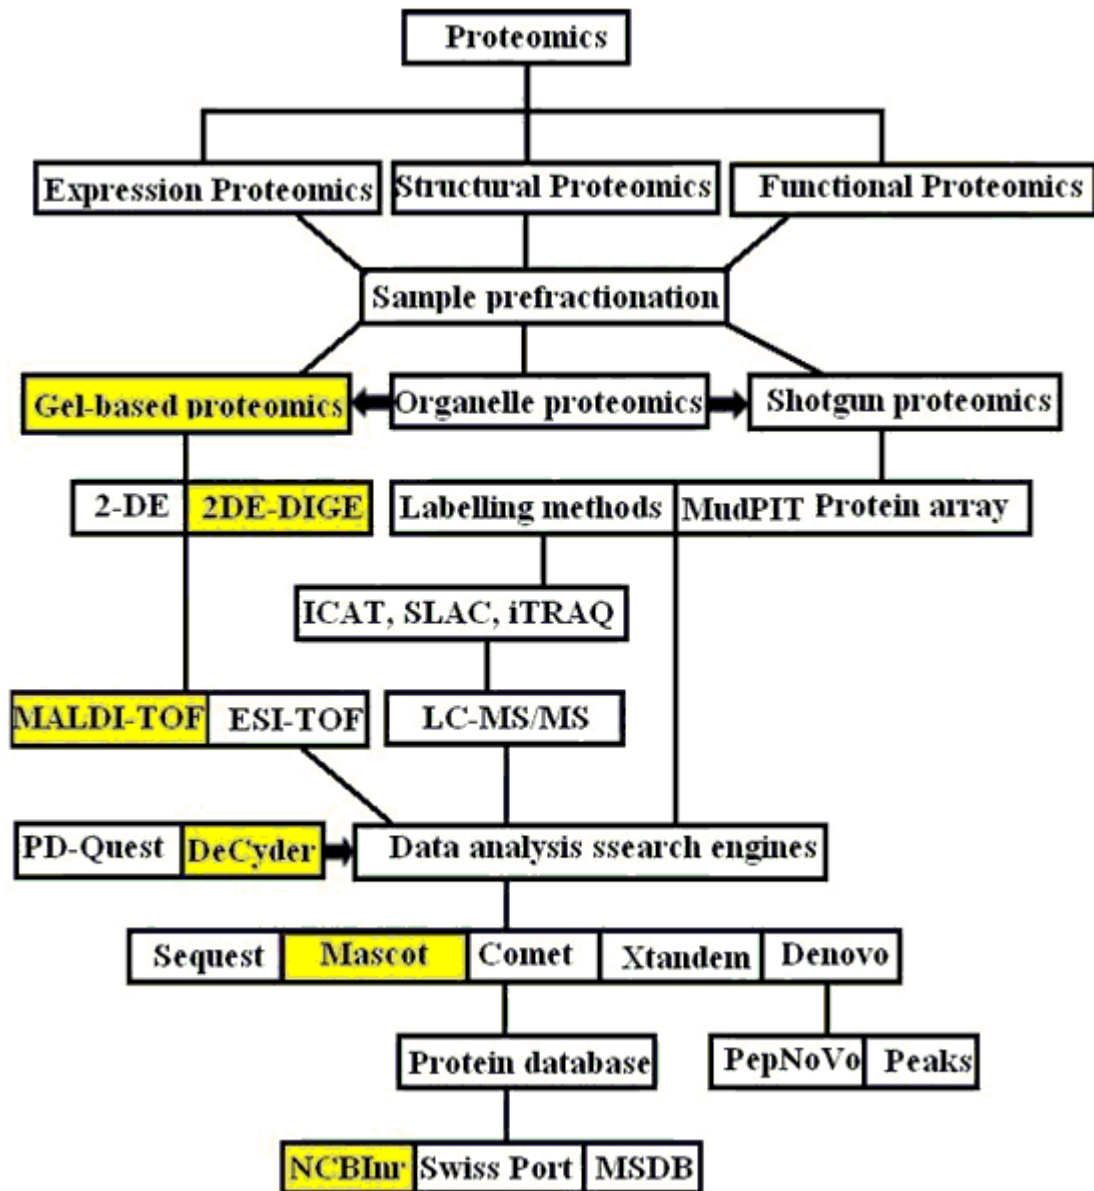 Proteomics
Expression Proteomics Structural Proteomics Functional Proteomics
Sample prefractionation
Gel-based proteomics Organelle proteomics Shotgun proteomics
2-DE 2DE-DIGE Labelling methods MudPIT Protein array
ICAT, SLAC, iTRAQ
MALDI-TOF ESI-TOF LC-MS/MS
PD-Quest DeCyder Data analysis ssearch engines
Sequest Mascot Comet Xtandem Denovo
Protein database PepNoVo Peaks
NCBInr Swiss Port MSDB